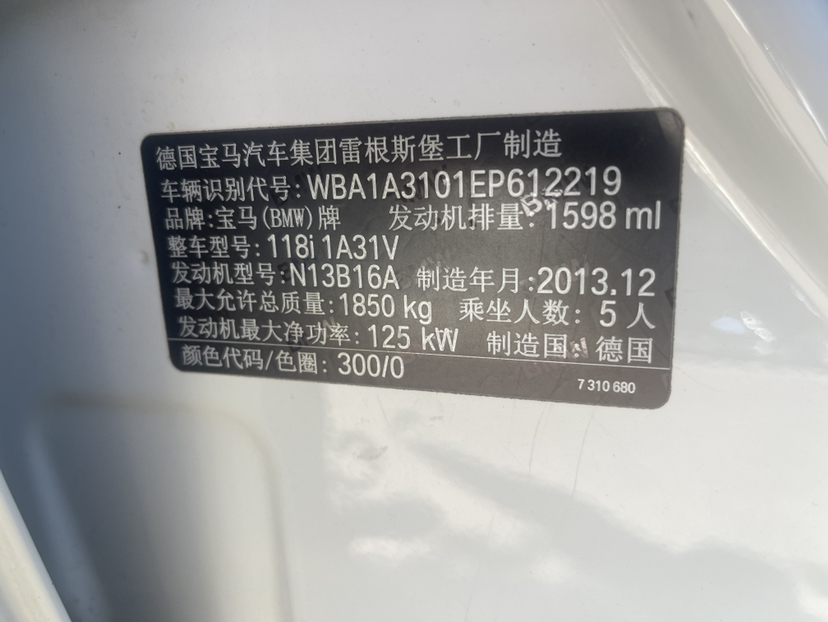 德国宝马汽车集团雷根斯堡工厂制造
车辆识别代号: WBA1A3101EP612219
品牌:宝马(BMW)牌 发动机排量: 1598 ml
整车型号: 118i 1A31V
发动机型号: N13B16A 制造年月: 2013.12
最大允许总质量: 1850 kg 乘坐人数: 5 人
发动机最大净功率: 125 kW 制造国: 德国
颜色代码/色圈: 300/0
7 310 680